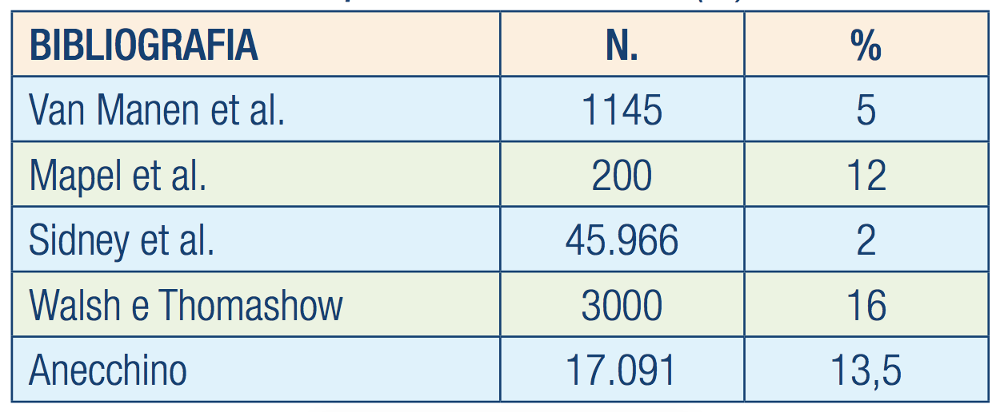 BIBLIOGRAFIA N. %
Van Manen et al. 1145 5
Mapel et al. 200 12
Sidney et al. 45.966 2
Walsh e Thomashow 3000 16
Anecchino 17.091 13,5